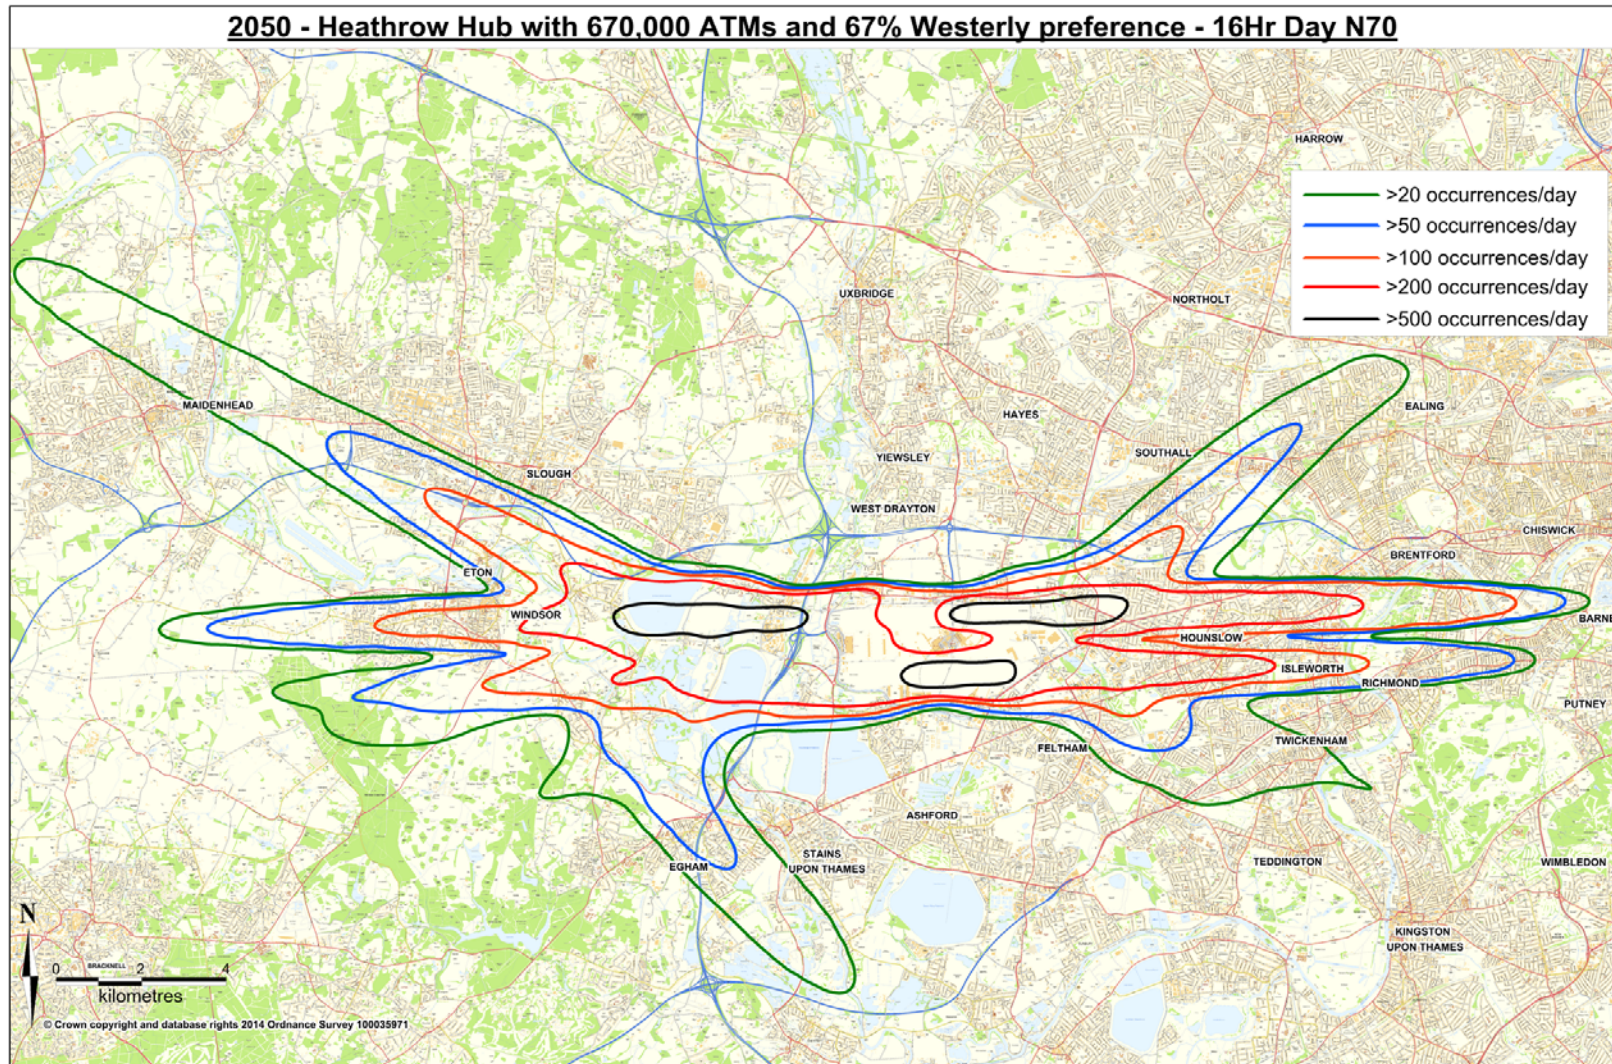 2050 - Heathrow Hub with 670,000 ATMs and 67% Westerly preference - 16Hr Day N70
HARROW
>20 occurrences/day
>50 occurrences/day
>100 occurrences/day
>200 occurrences/day
>500 occurrences/day
UXBRIDGE
NORTHOLT
MAIDENHEAD
HAYES
EALING
SLOUGH
YIEWSLEY
SOUTHALL
WEST DRAYTON
CHISWICK
BRENTFORD
ETON
WINDSOR
BARNE
HOUNSLOW
ISLEWORTH
RICHMOND
PUTNEY
FELTHAM
TWICKENHAM
ASHFORD
EGHAM
STAINS
UPON THAMES
TEDDINGTON
WIMBLEDON
N
KINGSTON
UPON THAMES
BRACKNELL
0 2 4
kilometres
© Crown copyright and database rights 2014 Ordnance Survey 100035971